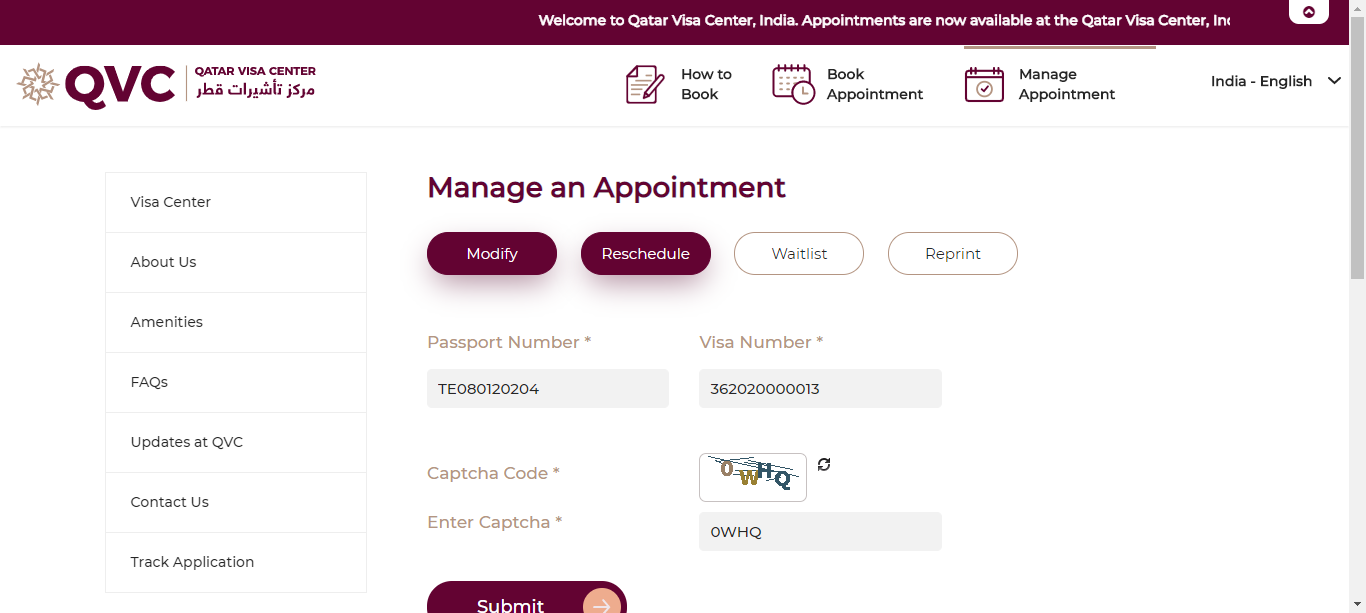 Welcome to Qatar Visa Center, India. Appointments are now available at the Qatar Visa Center,
QVC
QATAR VISA CENTER
مركز تأشيرات قطر
How to
Book
Book
Appointment
Manage
Appointment
India - English
Visa Center
About Us
Amenities
FAQs
Updates at QVC
Contact Us
Track Application
Manage an Appointment
Modify
Reschedule
Waitlist
Reprint
Passport Number *
Visa Number *
TE080120204
362020000013
Captcha Code *
0WHQ
Enter Captcha *
0WHQ
Submit